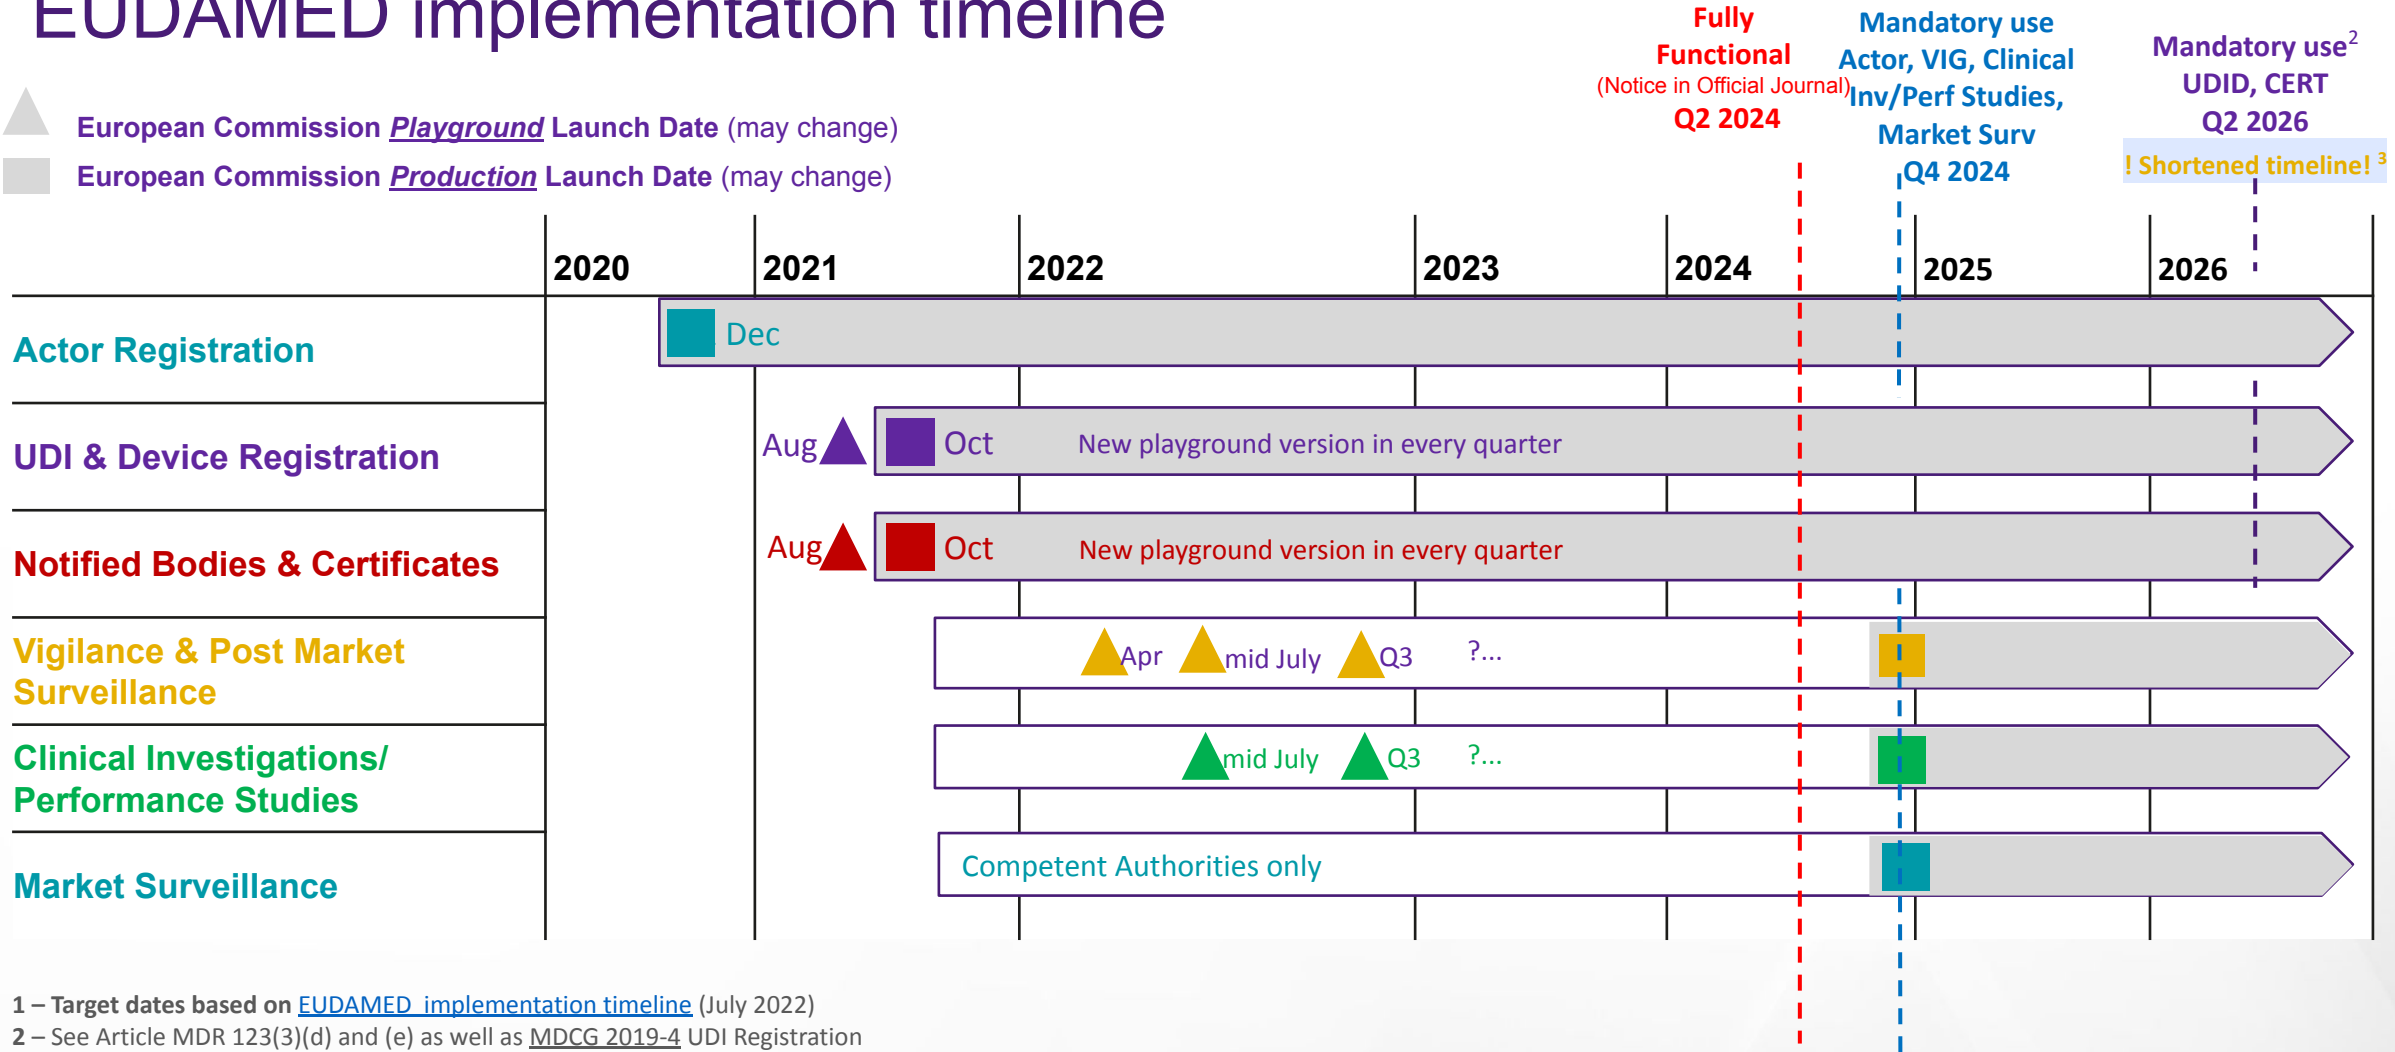 EUDAMED implementation timeline
European Commission Playground Launch Date (may change)
European Commission Production Launch Date (may change)
Fully
Functional
(Notice in Official Journal)
Q2 2024
Mandatory use
Actor, VIG, Clinical
Inv/Perf Studies,
Market Surv
Q4 2024
Mandatory use2
UDID, CERT
Q2 2026
! Shortened timeline! 3
2020 2021 2022 2023 2024 2025 2026
Actor Registration
Dec
UDI & Device Registration
Aug Oct New playground version in every quarter
Notified Bodies & Certificates
Aug Oct New playground version in every quarter
Vigilance & Post Market
Surveillance
Apr mid July Q3 ?...
Clinical Investigations/
Performance Studies
mid July Q3 ?...
Market Surveillance
Competent Authorities only
1 – Target dates based on EUDAMED implementation timeline (July 2022)
2 – See Article MDR 123(3)(d) and (e) as well as MDCG 2019-4 UDI Registration